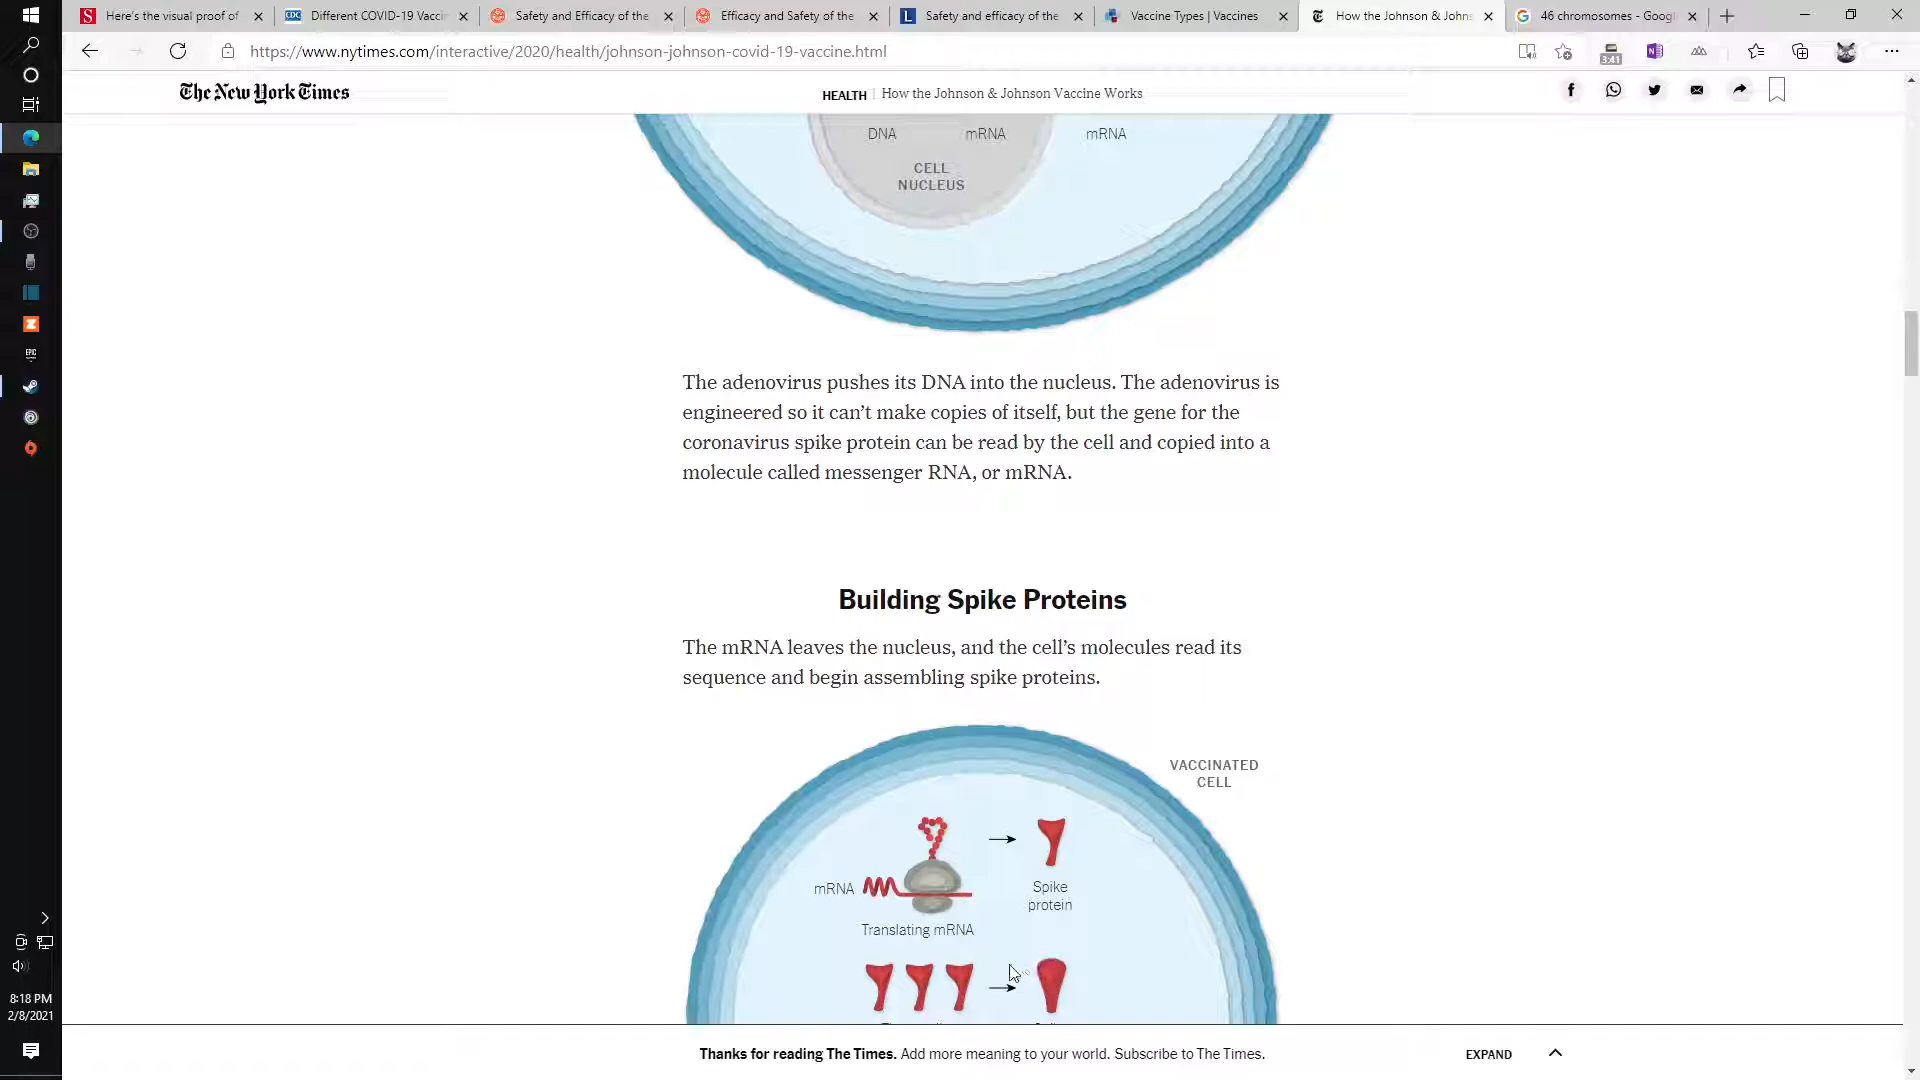 Here's the visual proof of
Different COVID-19 Vaccin
Safety and Efficacy of the
Efficacy and Safety of the
Safety and efficacy of the
Vaccine Types | Vaccines
How the Johnson & Johns
46 chromosomes - Googl
https://www.nytimes.com/interactive/2020/health/johnson-johnson-covid-19-vaccine.html
3:41
The New York Times
HEALTH | How the Johnson & Johnson Vaccine Works
DNA mRNA mRNA
CELL
NUCLEUS
The adenovirus pushes its DNA into the nucleus. The adenovirus is
engineered so it can’t make copies of itself, but the gene for the
coronavirus spike protein can be read by the cell and copied into a
molecule called messenger RNA, or mRNA.
Building Spike Proteins
The mRNA leaves the nucleus, and the cell’s molecules read its
sequence and begin assembling spike proteins.
VACCINATED
CELL
mRNA
Spike
protein
Translating mRNA
8:18 PM
2/8/2021
Thanks for reading The Times. Add more meaning to your world. Subscribe to The Times.
EXPAND